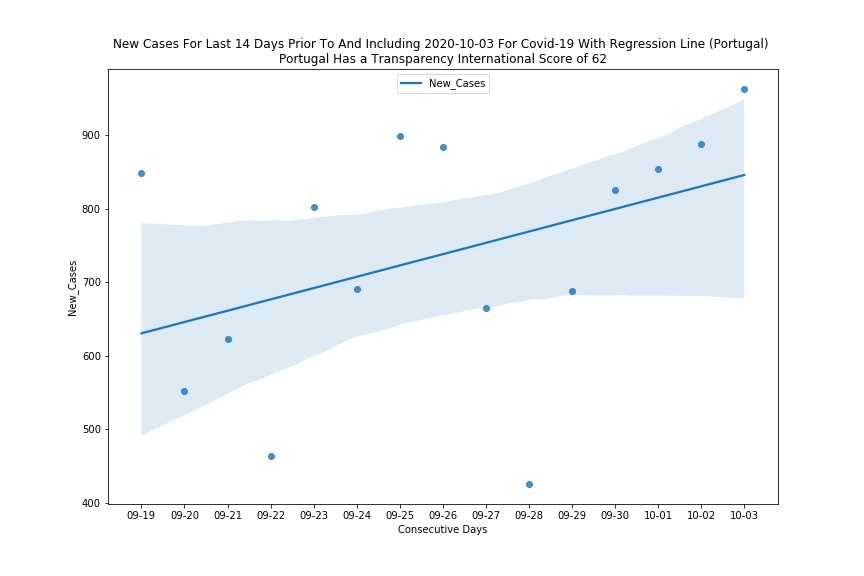 New Cases For Last 14 Days Prior To And Including 2020-10-03 For Covid-19 With Regression Line (Portugal)
Portugal Has a Transparency International Score of 62
New_Cases
900
800
700
600
500
400
New_Cases
09-19 09-20 09-21 09-22 09-23 09-24 09-25 09-26 09-27 09-28 09-29 09-30 10-01 10-02 10-03
Consecutive Days